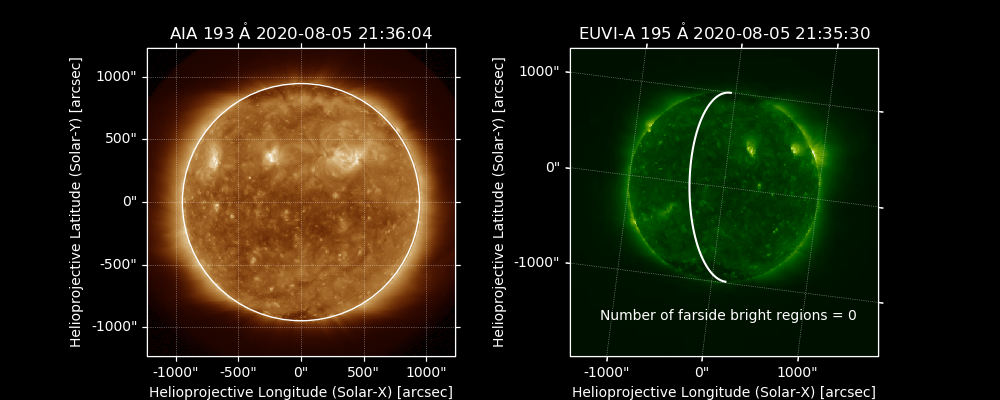 AIA 193 Å 2020-08-05 21:36:04
Helioprojective Latitude (Solar-Y) [arcsec]
1000"
500"
0"
-500"
-1000"
-1000" -500" 0" 500" 1000"
Helioprojective Longitude (Solar-X) [arcsec]
EUVI-A 195 Å 2020-08-05 21:35:30
Helioprojective Latitude (Solar-Y) [arcsec]
1000"
0"
-1000"
Number of farside bright regions = 0
-1000" 0" 1000"
Helioprojective Longitude (Solar-X) [arcsec]